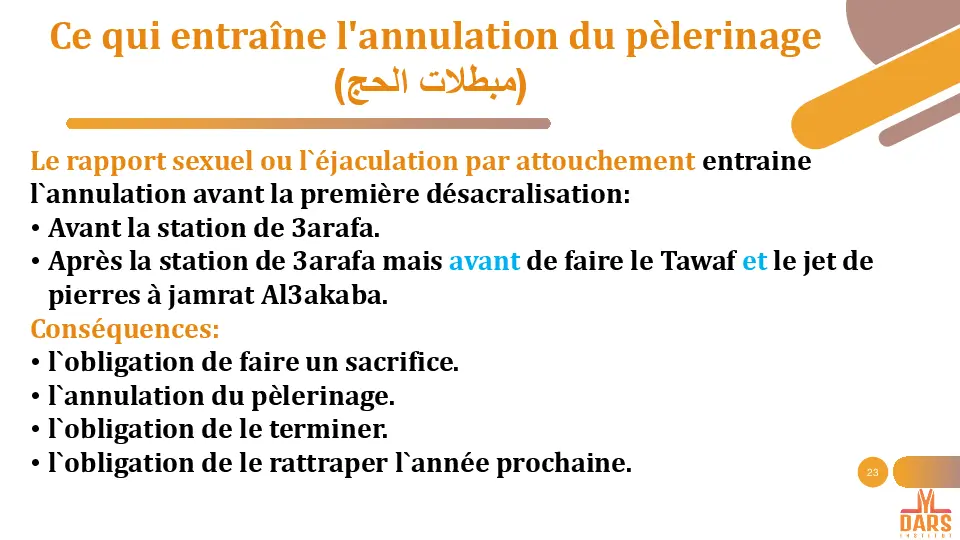 Ce qui entraîne l'annulation du pèlerinage
(مبطلات الحج)
Le rapport sexuel ou l`éjaculation par attouchement entraine
l`annulation avant la première désacralisation:
• Avant la station de 3arafa.
• Après la station de 3arafa mais avant de faire le Tawaf et le jet de
pierres à jamrat Al3akaba.
Conséquences:
• l`obligation de faire un sacrifice.
• l`annulation du pèlerinage.
• l`obligation de le terminer.
• l`obligation de le rattraper l`année prochaine.
23
DARS
INSTITUT